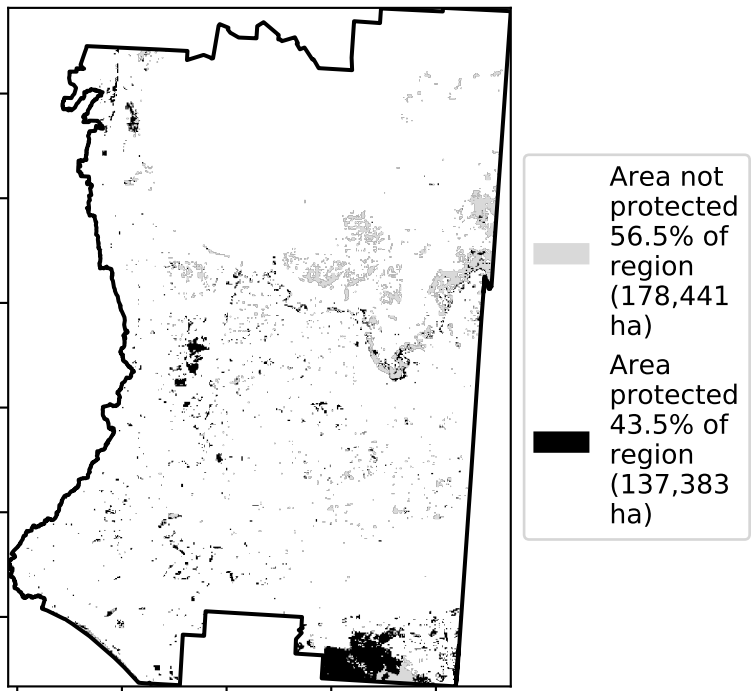 Area not
protected
56.5% of
region
(178,441
ha)
Area
protected
43.5% of
region
(137,383
ha)